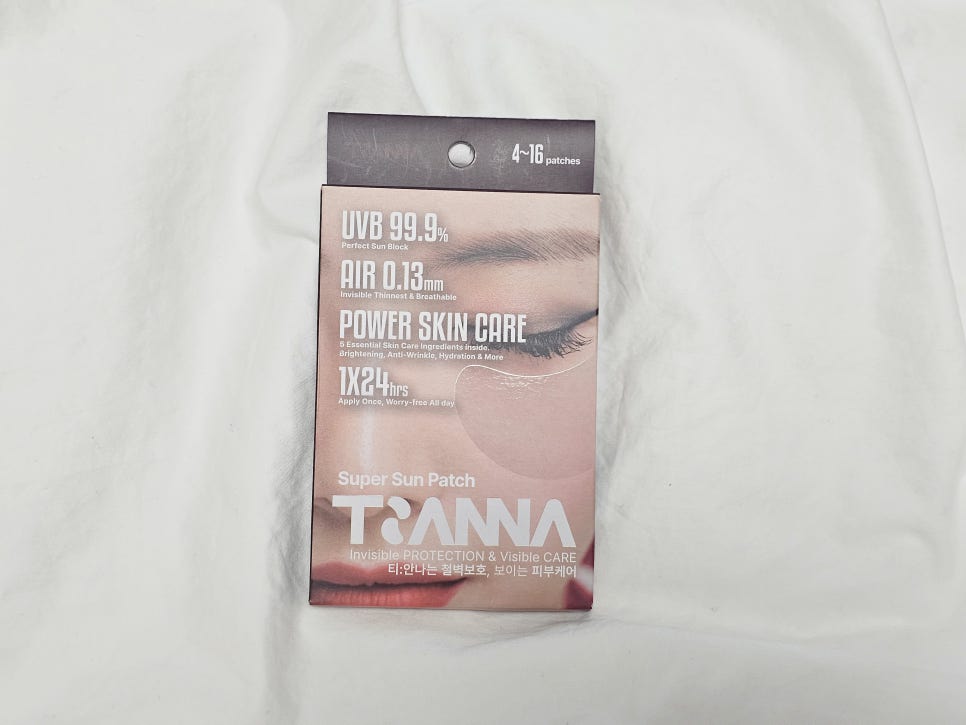 4~16 patches
UVB 99.9%
Perfect Sun Block
AIR 0.13mm
Invisible Thinnest & Breathable
POWER SKIN CARE
5 Essential Skin Care Ingredients inside.
Brightening, Anti-Wrinkle, Hydration & More
1X24hrs
Apply Once, Worry-free All day
Super Sun Patch
TRANNA
Invisible PROTECTION & Visible CARE
티:안나는 철벽보호, 보이는 피부케어